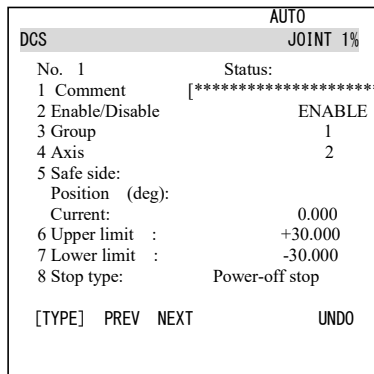 AUTO
DCS JOINT 1%
No. 1 Status:
1 Comment [*********************
2 Enable/Disable ENABLE
3 Group 1
4 Axis 2
5 Safe side:
Position (deg):
Current: 0.000
6 Upper limit : +30.000
7 Lower limit : -30.000
8 Stop type: Power-off stop
[TYPE] PREV NEXT UNDO